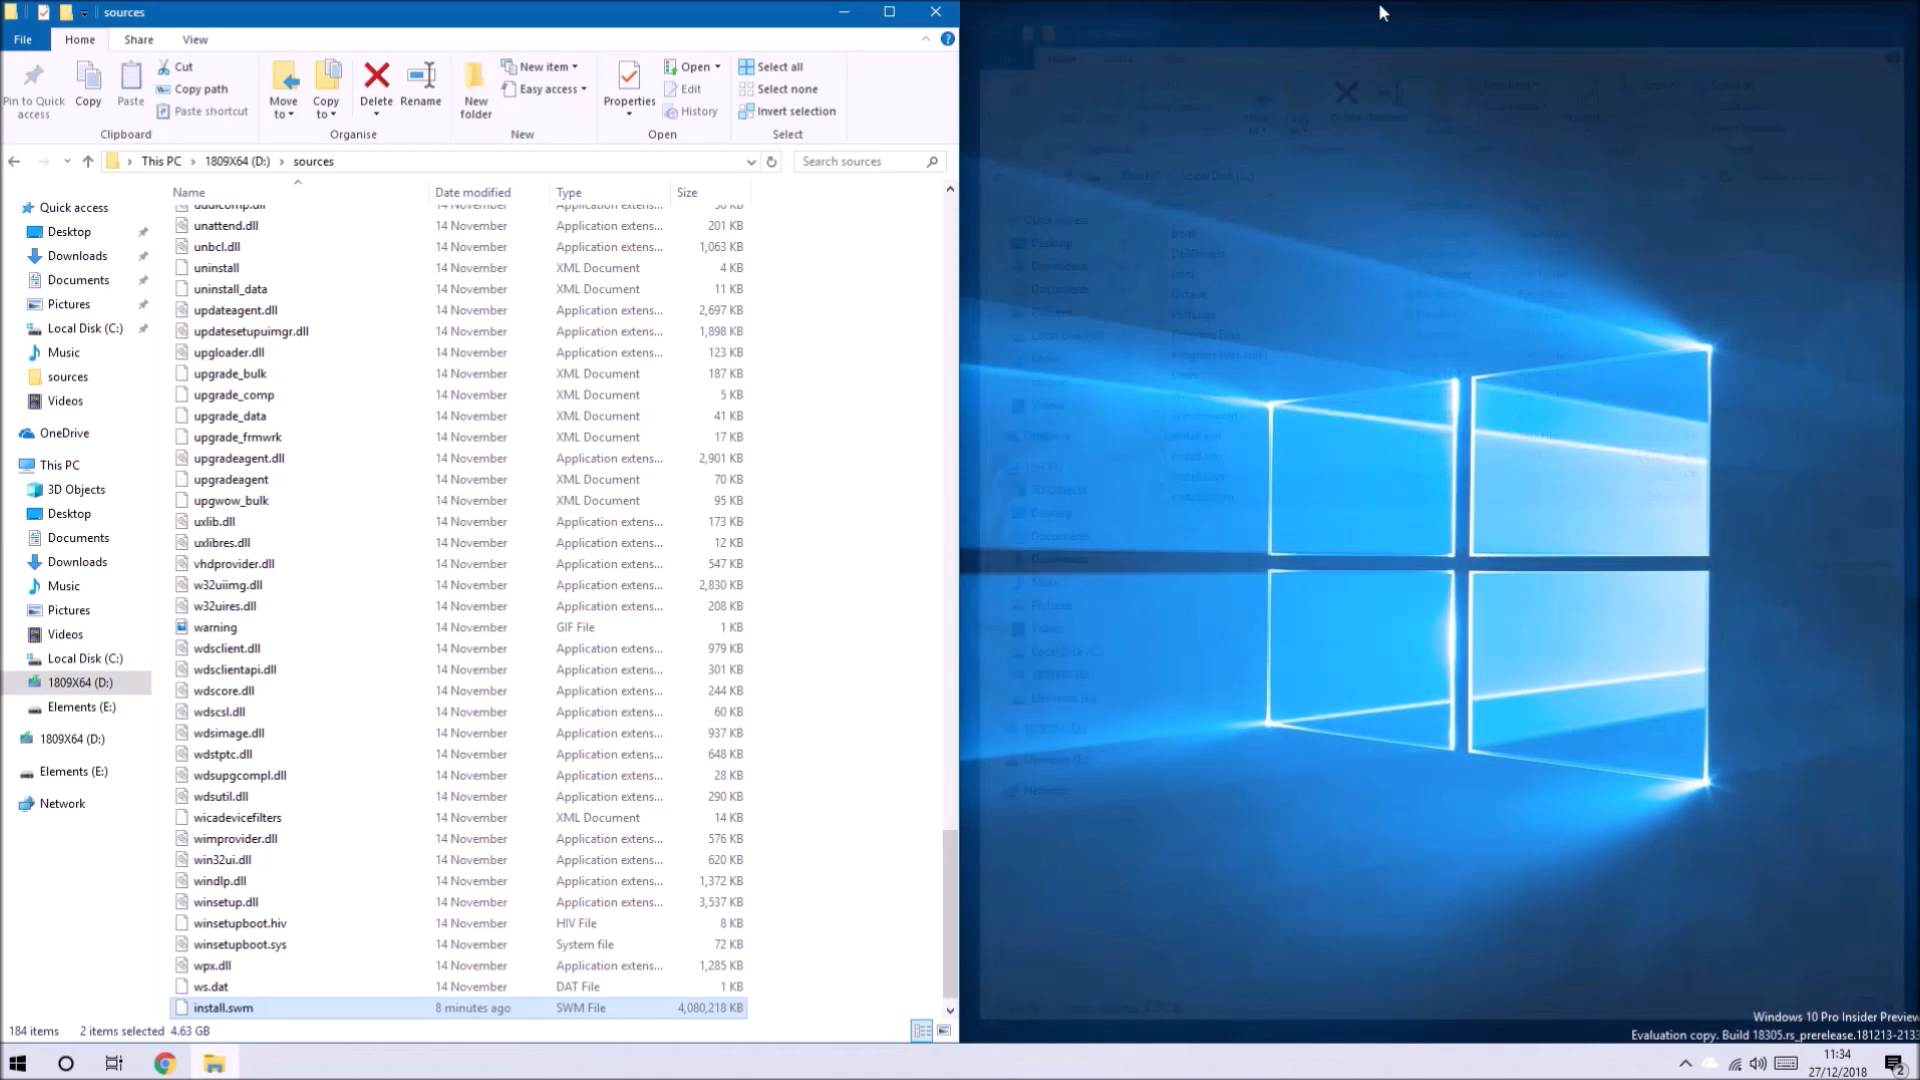 sources
File Home Share View
Pin to Quick access
Copy
Paste
Cut
Copy path
Paste shortcut
Clipboard
Move to
Copy to
Delete
Rename
Organise
New folder
New item
Easy access
New
Properties
Open
Edit
History
Open
Select all
Select none
Invert selection
Select
This PC › 1809X64 (D:) › sources
Search sources
Quick access
Desktop
Downloads
Documents
Pictures
Local Disk (C:)
Music
sources
Videos
OneDrive
This PC
3D Objects
Desktop
Documents
Downloads
Music
Pictures
Videos
Local Disk (C:)
1809X64 (D:)
Elements (E:)
1809X64 (D:)
Elements (E:)
Network
Name Date modified Type Size
unattend.dll 14 November Application extens... 201 KB
unbcl.dll 14 November Application extens... 1,063 KB
uninstall 14 November XML Document 4 KB
uninstall_data 14 November XML Document 11 KB
updateagent.dll 14 November Application extens... 2,697 KB
updatesetupuimgr.dll 14 November Application extens... 1,898 KB
upgloader.dll 14 November Application extens... 123 KB
upgrade_bulk 14 November XML Document 187 KB
upgrade_comp 14 November XML Document 5 KB
upgrade_data 14 November XML Document 41 KB
upgrade_frmwrk 14 November XML Document 17 KB
upgradeagent.dll 14 November Application extens... 2,901 KB
upgradeagent 14 November XML Document 70 KB
upgwow_bulk 14 November XML Document 95 KB
uxlib.dll 14 November Application extens... 173 KB
uxlibres.dll 14 November Application extens... 12 KB
vhdprovider.dll 14 November Application extens... 547 KB
w32uiimg.dll 14 November Application extens... 2,830 KB
w32uires.dll 14 November Application extens... 208 KB
warning 14 November GIF File 1 KB
wdsclient.dll 14 November Application extens... 979 KB
wdsclientapi.dll 14 November Application extens... 301 KB
wdscore.dll 14 November Application extens... 244 KB
wdscsl.dll 14 November Application extens... 60 KB
wdsimage.dll 14 November Application extens... 937 KB
wdstptc.dll 14 November Application extens... 648 KB
wdsupgcompl.dll 14 November Application extens... 28 KB
wdsutil.dll 14 November Application extens... 290 KB
wicadevicefilters 14 November XML Document 14 KB
wimprovider.dll 14 November Application extens... 576 KB
win32ui.dll 14 November Application extens... 620 KB
windlp.dll 14 November Application extens... 1,372 KB
winsetup.dll 14 November Application extens... 3,537 KB
winsetupboot.hiv 14 November HIV File 8 KB
winsetupboot.sys 14 November System file 72 KB
wpx.dll 14 November Application extens... 1,285 KB
ws.dat 14 November DAT File 1 KB
install.swm 8 minutes ago SWM File 4,080,218 KB
184 items 2 items selected 4.63 GB
Windows 10 Pro Insider Preview
Evaluation copy. Build 18305.rs_prerelease.181213-2133
11:34
27/12/2018
2